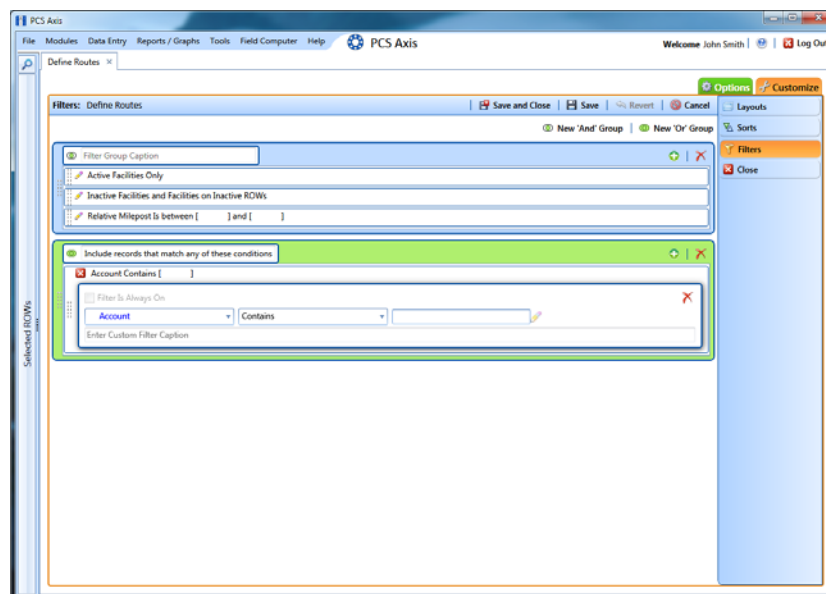 PCS Axis
File Modules Data Entry Reports / Graphs Tools Field Computer Help PCS Axis Welcome John Smith | | Log Out
Define Routes
Options Customize
Filters: Define Routes | Save and Close | Save | Revert | Cancel
Layouts
New 'And' Group | New 'Or' Group
Sorts
Filter Group Caption
Filters
Active Facilities Only
Close
Inactive Facilities and Facilities on Inactive ROWs
Relative Milepost Is between [ ] and [ ]
Include records that match any of these conditions
Account Contains [ ]
Filter Is Always On
Account Contains
Enter Custom Filter Caption
Selected ROWs